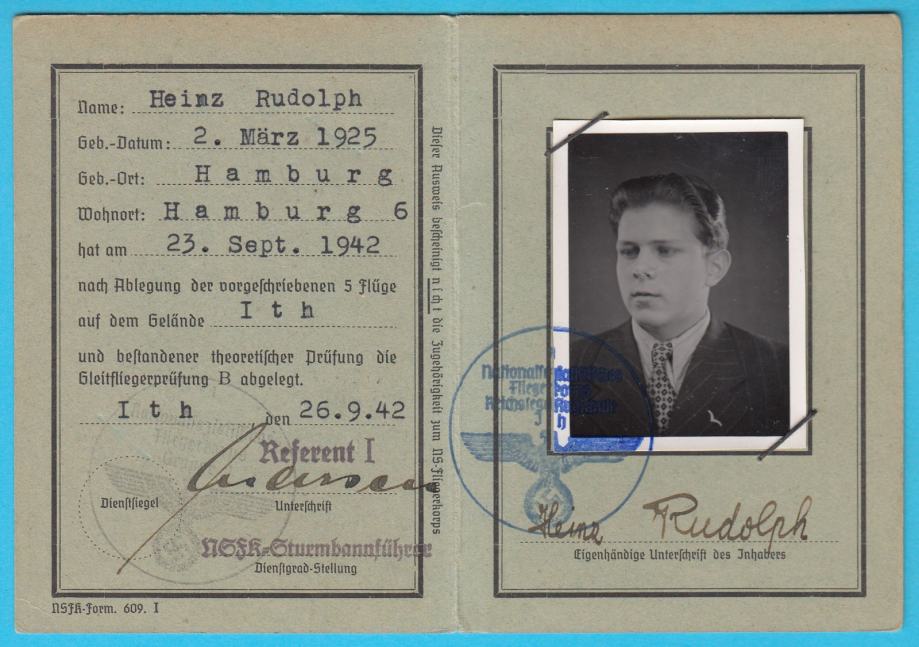 Name: Heinz Rudolph
Geb.-Datum: 2. März 1925
Geb.-Ort: Hamburg
Wohnort: Hamburg 6
hat am 23. Sept. 1942
nach Ablegung der vorgeschriebenen 5 Flüge
auf dem Gelände Ith
und bestandener theoretischer Prüfung die
Gleitfliegerprüfung B abgelegt.
Ith, den 26.9.42
Referent I
Dienstsiegel
Unterschrift
NSFK-Sturmbannführer
Dienstgrad-Stellung
NSFK-Form. 609. I
Dieser Ausweis bescheinigt nicht die Zugehörigkeit zum NS-Fliegerkorps
Heinz Rudolph
Eigenhändige Unterschrift des Inhabers